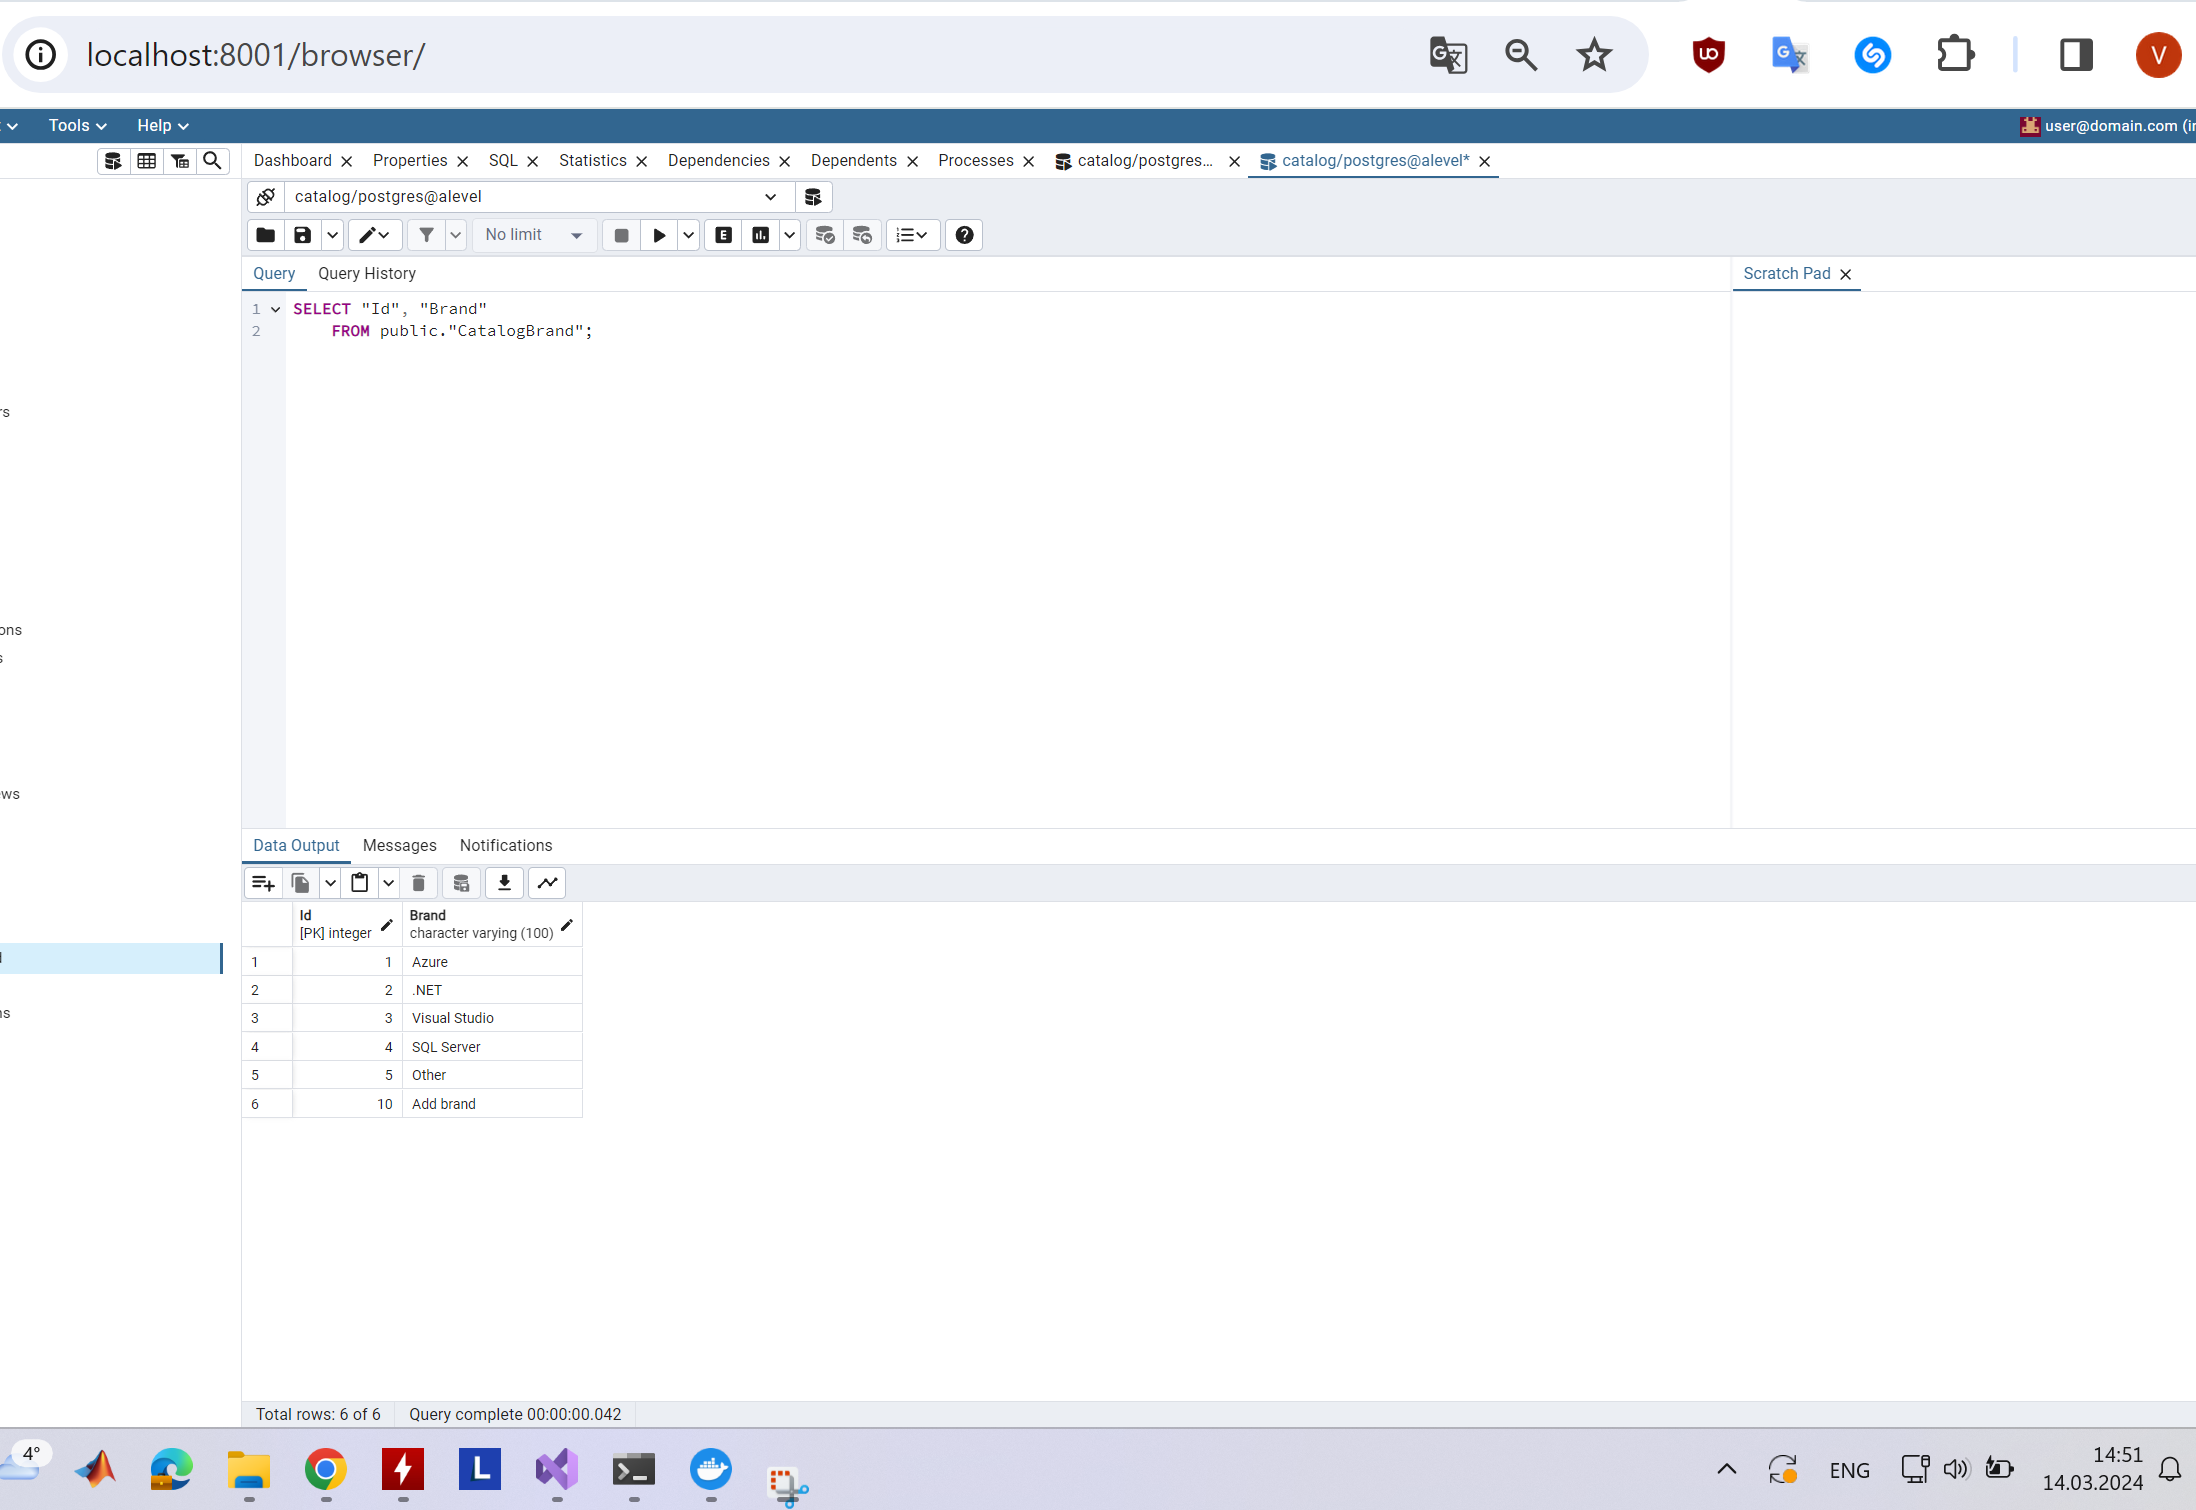 localhost:8001/browser/
V
Tools Help
user@domain.com (in
Dashboard Properties SQL Statistics Dependencies Dependents Processes catalog/postgres... catalog/postgres@alevel*
catalog/postgres@alevel
No limit
E
Query Query History
Scratch Pad
1 SELECT "Id", "Brand"
2 FROM public."CatalogBrand";
rs
ons
s
ews
ns
Data Output Messages Notifications
Id
[PK] integer
Brand
character varying (100)
1 1 Azure
2 2 .NET
3 3 Visual Studio
4 4 SQL Server
5 5 Other
6 10 Add brand
Total rows: 6 of 6 Query complete 00:00:00.042
4°
L
ENG
14:51
14.03.2024